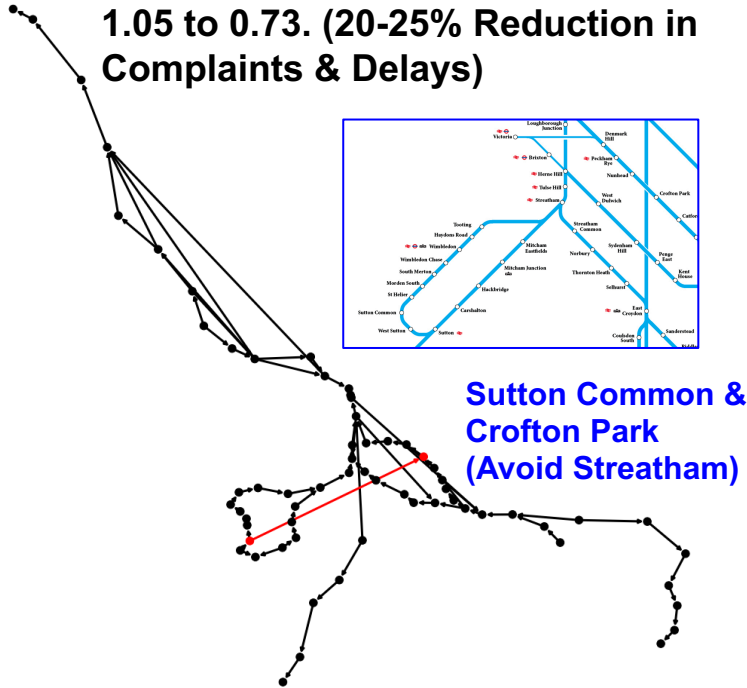 1.05 to 0.73. (20-25% Reduction in
Complaints & Delays)
Loughborough
Junction
Victoria
Denmark
Hill
Brixton
Peckham
Rye
Herne Hill
Nunhead
Tulse Hill
Crofton Park
Streatham
West
Dulwich
Catfor
Tooting
Streatham
Common
Haydons Road
Mitcham
Eastfields
Wimbledon
Sydenham
Hill
Penge
East
Norbury
Wimbledon Chase
Mitcham Junction
Thornton Heath
Kent
House
South Merton
Selhurst
Morden South
Hackbridge
St Helier
Carshalton
East
Croydon
Sutton Common
West Sutton
Sutton
Coulsdon
South
Sanderstead
Riddle
Sutton Common &
Crofton Park
(Avoid Streatham)